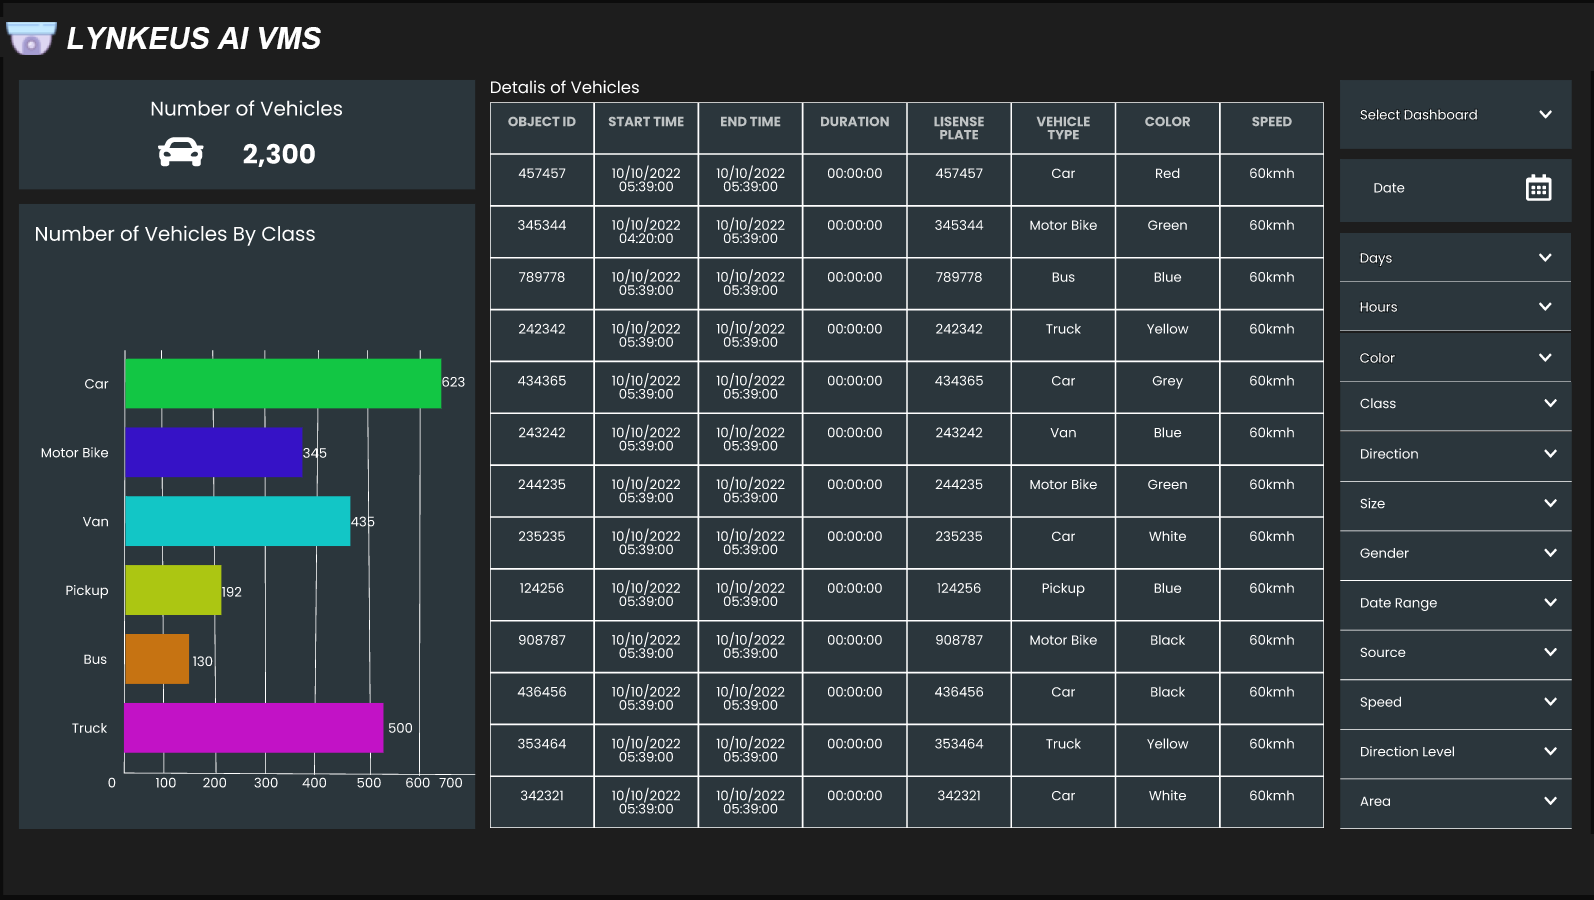 LYNKEUS AI VMS
Number of Vehicles
2,300
Number of Vehicles By Class
Car
623
Motor Bike
345
Van
435
Pickup
192
Bus
130
Truck
500
0 100 200 300 400 500 600 700
Detalis of Vehicles
OBJECT ID START TIME END TIME DURATION LISENSE PLATE VEHICLE TYPE COLOR SPEED
457457 10/10/2022 05:39:00 10/10/2022 05:39:00 00:00:00 457457 Car Red 60kmh
345344 10/10/2022 04:20:00 10/10/2022 05:39:00 00:00:00 345344 Motor Bike Green 60kmh
789778 10/10/2022 05:39:00 10/10/2022 05:39:00 00:00:00 789778 Bus Blue 60kmh
242342 10/10/2022 05:39:00 10/10/2022 05:39:00 00:00:00 242342 Truck Yellow 60kmh
434365 10/10/2022 05:39:00 10/10/2022 05:39:00 00:00:00 434365 Car Grey 60kmh
243242 10/10/2022 05:39:00 10/10/2022 05:39:00 00:00:00 243242 Van Blue 60kmh
244235 10/10/2022 05:39:00 10/10/2022 05:39:00 00:00:00 244235 Motor Bike Green 60kmh
235235 10/10/2022 05:39:00 10/10/2022 05:39:00 00:00:00 235235 Car White 60kmh
124256 10/10/2022 05:39:00 10/10/2022 05:39:00 00:00:00 124256 Pickup Blue 60kmh
908787 10/10/2022 05:39:00 10/10/2022 05:39:00 00:00:00 908787 Motor Bike Black 60kmh
436456 10/10/2022 05:39:00 10/10/2022 05:39:00 00:00:00 436456 Car Black 60kmh
353464 10/10/2022 05:39:00 10/10/2022 05:39:00 00:00:00 353464 Truck Yellow 60kmh
342321 10/10/2022 05:39:00 10/10/2022 05:39:00 00:00:00 342321 Car White 60kmh
Select Dashboard
Date
Days
Hours
Color
Class
Direction
Size
Gender
Date Range
Source
Speed
Direction Level
Area